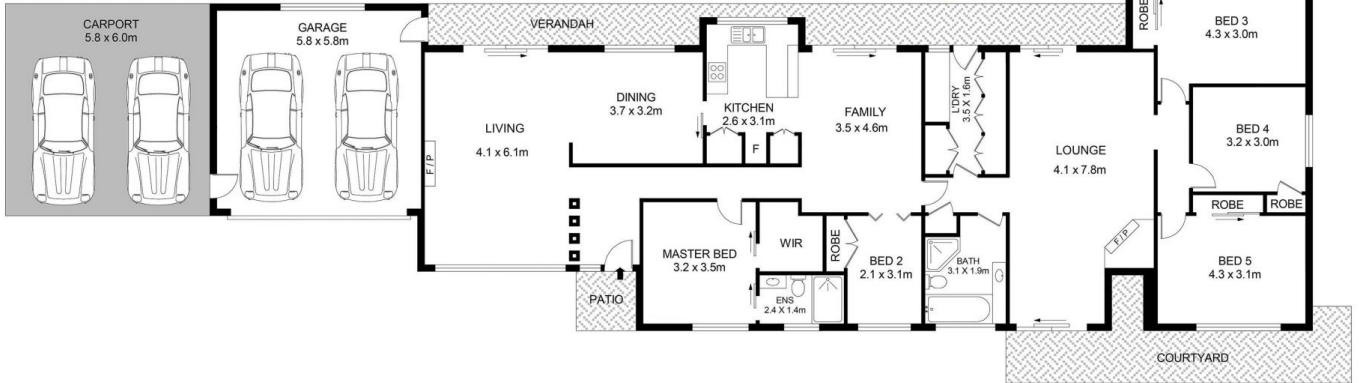 CARPORT
5.8 x 6.0m
GARAGE
5.8 x 5.8m
VERANDAH
LIVING
4.1 x 6.1m
F / P
DINING
3.7 x 3.2m
KITCHEN
2.6 x 3.1m
F
FAMILY
3.5 x 4.6m
L'DRY
3.5 X 1.6m
LOUNGE
4.1 x 7.8m
F / P
ROBE
BED 3
4.3 x 3.0m
BED 4
3.2 x 3.0m
ROBE
ROBE
BED 5
4.3 x 3.1m
MASTER BED
3.2 x 3.5m
WIR
ENS
2.4 X 1.4m
ROBE
BED 2
2.1 x 3.1m
BATH
3.1 X 1.9m
PATIO
COURTYARD